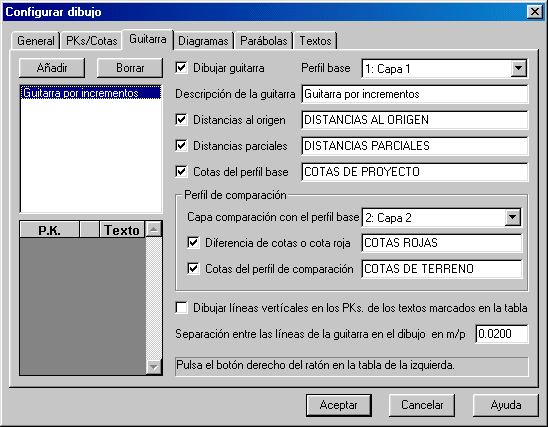 Configurar dibujo
General PKs/Cotas Guitarra Diagramas Parábolas Textos
Añadir Borrar
Dibujar guitarra Perfil base 1: Capa 1
Guitarra por incrementos
Descripción de la guitarra Guitarra por incrementos
Distancias al origen DISTANCIAS AL ORIGEN
Distancias parciales DISTANCIAS PARCIALES
Cotas del perfil base COTAS DE PROYECTO
Perfil de comparación
Capa comparación con el perfil base 2: Capa 2
P.K. Texto
Diferencia de cotas o cota roja COTAS ROJAS
Cotas del perfil de comparación COTAS DE TERRENO
Dibujar líneas vertícales en los PKs. de los textos marcados en la tabla
Separación entre las líneas de la guitarra en el dibujo en m/p 0.0200
Pulsa el botón derecho del ratón en la tabla de la izquierda.
Aceptar Cancelar Ayuda